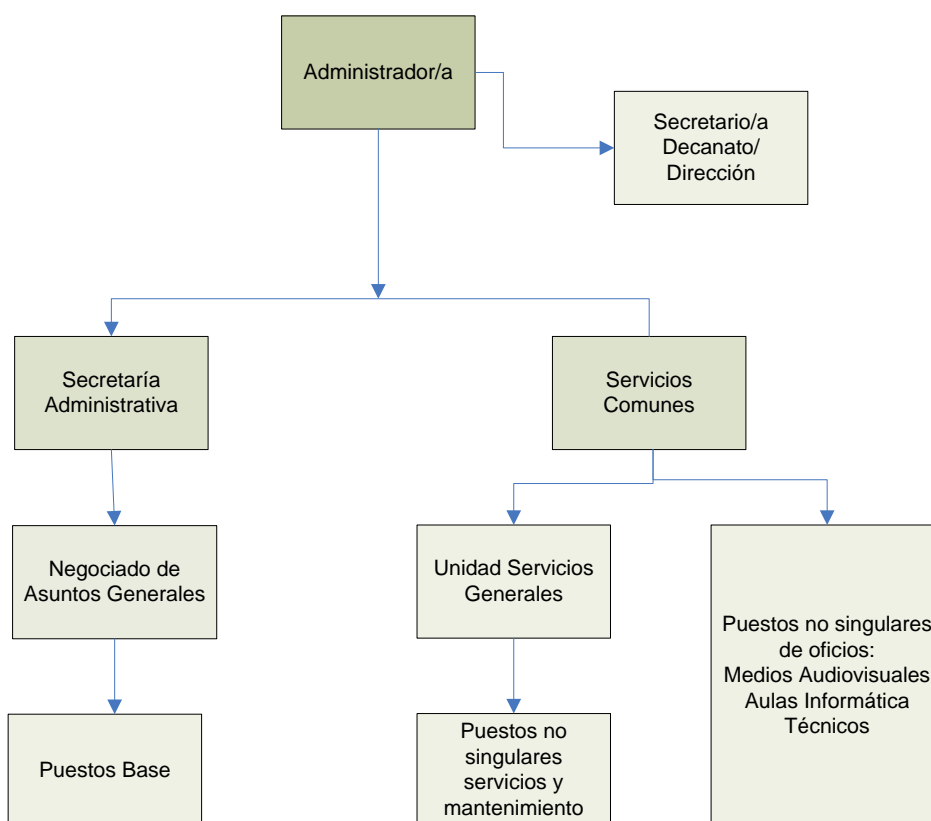 Administrador/a
Secretario/a
Decanato/
Dirección
Secretaría
Administrativa
Servicios
Comunes
Negociado de
Asuntos Generales
Unidad Servicios
Generales
Puestos no singulares
de oficios:
Medios Audiovisuales
Aulas Informática
Técnicos
Puestos Base
Puestos no
singulares
servicios y
mantenimiento